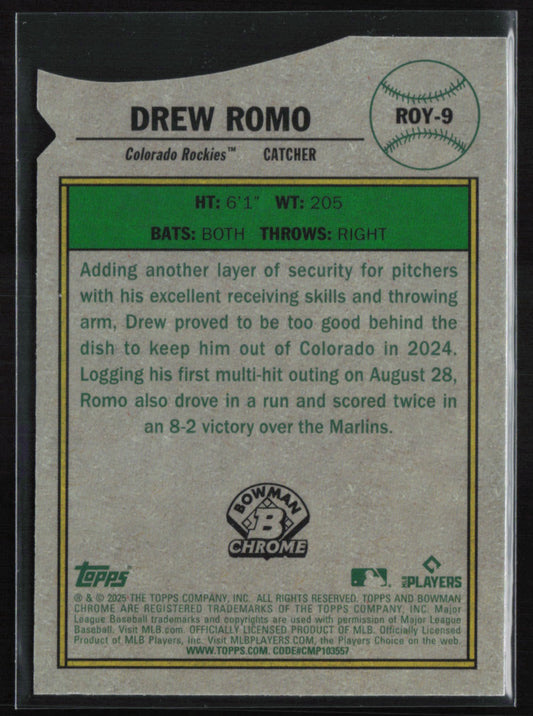 DREW ROMO
ROY-9
Colorado Rockies™ CATCHER
HT: 6'1" WT: 205
BATS: BOTH THROWS: RIGHT
Adding another layer of security for pitchers
with his excellent receiving skills and throwing
arm, Drew proved to be too good behind the
dish to keep him out of Colorado in 2024.
Logging his first multi-hit outing on August 28,
Romo also drove in a run and scored twice in
an 8-2 victory over the Marlins.
BOWMAN
B
CHROME
Topps
PLAYERS
® & © 2025 THE TOPPS COMPANY, INC. ALL RIGHTS RESERVED. TOPPS AND BOWMAN
CHROME ARE REGISTERED TRADEMARKS OF THE TOPPS COMPANY, INC. Major
League Baseball trademarks and copyrights are used with permission of Major League
Baseball. Visit MLB.com. OFFICIALLY LICENSED PRODUCT OF MLB. Officially Licensed
Product of MLB Players, Inc. Visit MLBPLAYERS.COM, the Players Choice on the web.
WWW.TOPPS.COM. CODE#CMP103557